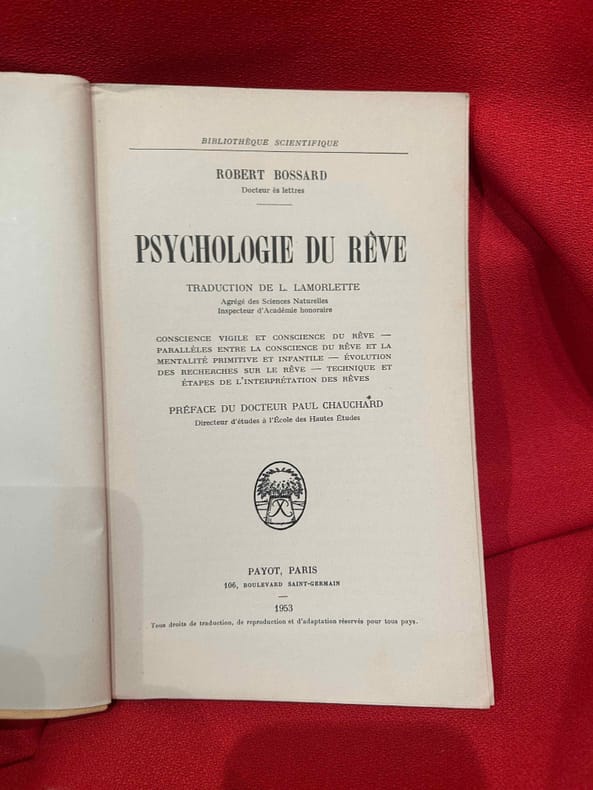 BIBLIOTHÈQUE SCIENTIFIQUE
ROBERT BOSSARD
Docteur ès lettres
PSYCHOLOGIE DU RÊVE
TRADUCTION DE L. LAMORLETTE
Agrégé des Sciences Naturelles
Inspecteur d'Académie honoraire
CONSCIENCE VIGILE ET CONSCIENCE DU RÊVE —
PARALLÈLES ENTRE LA CONSCIENCE DU RÊVE ET LA
MENTALITÉ PRIMITIVE ET INFANTILE — ÉVOLUTION
DES RECHERCHES SUR LE RÊVE — TECHNIQUE ET
ÉTAPES DE L'INTERPRÉTATION DES RÊVES
PRÉFACE DU DOCTEUR PAUL CHAUCHARD
Directeur d'études à l'École des Hautes Études
PAYOT, PARIS
106, BOULEVARD SAINT-GERMAIN
—
1953
Tous droits de traduction, de reproduction et d'adaptation réservés pour tous pays.